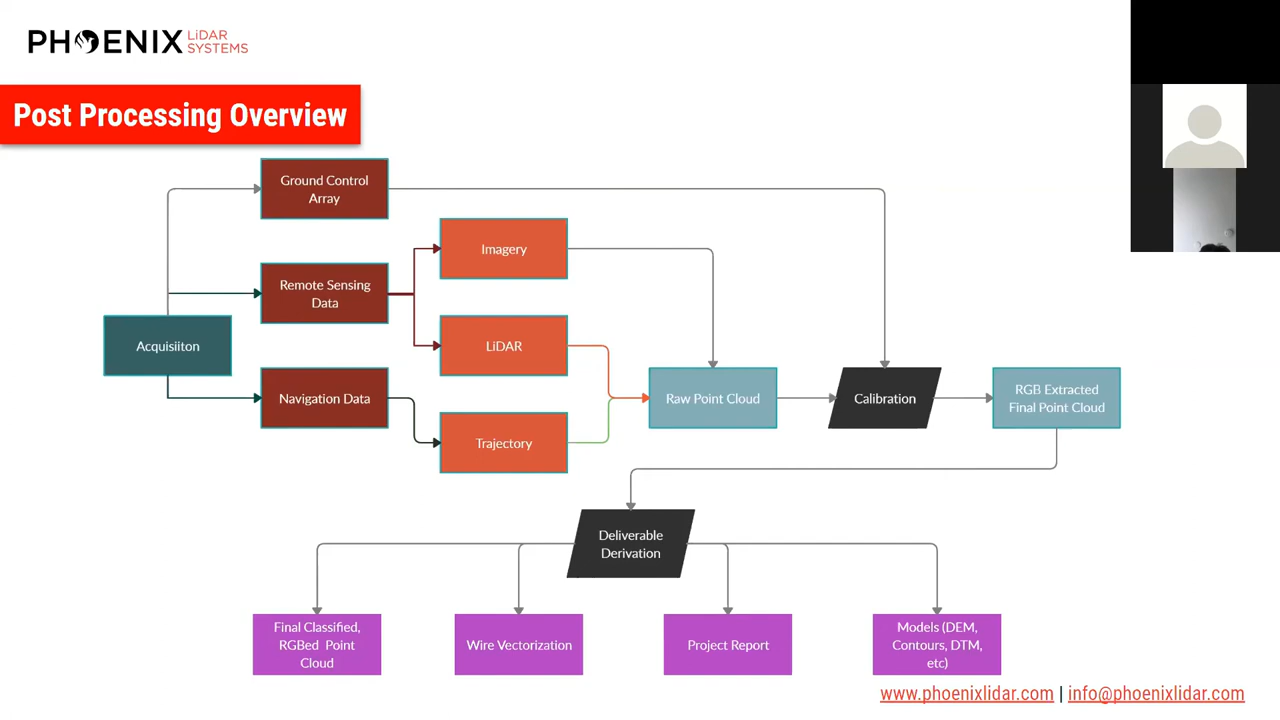 PHOENIX LiDAR
SYSTEMS
Post Processing Overview
Ground Control
Array
Imagery
Remote Sensing
Data
Acquisiiton
LiDAR
Navigation Data
Trajectory
Raw Point Cloud
Calibration
RGB Extracted
Final Point Cloud
Deliverable
Derivation
Final Classified,
RGBed Point
Cloud
Wire Vectorization
Project Report
Models (DEM,
Contours, DTM,
etc)
www.phoenixlidar.com | info@phoenixlidar.com